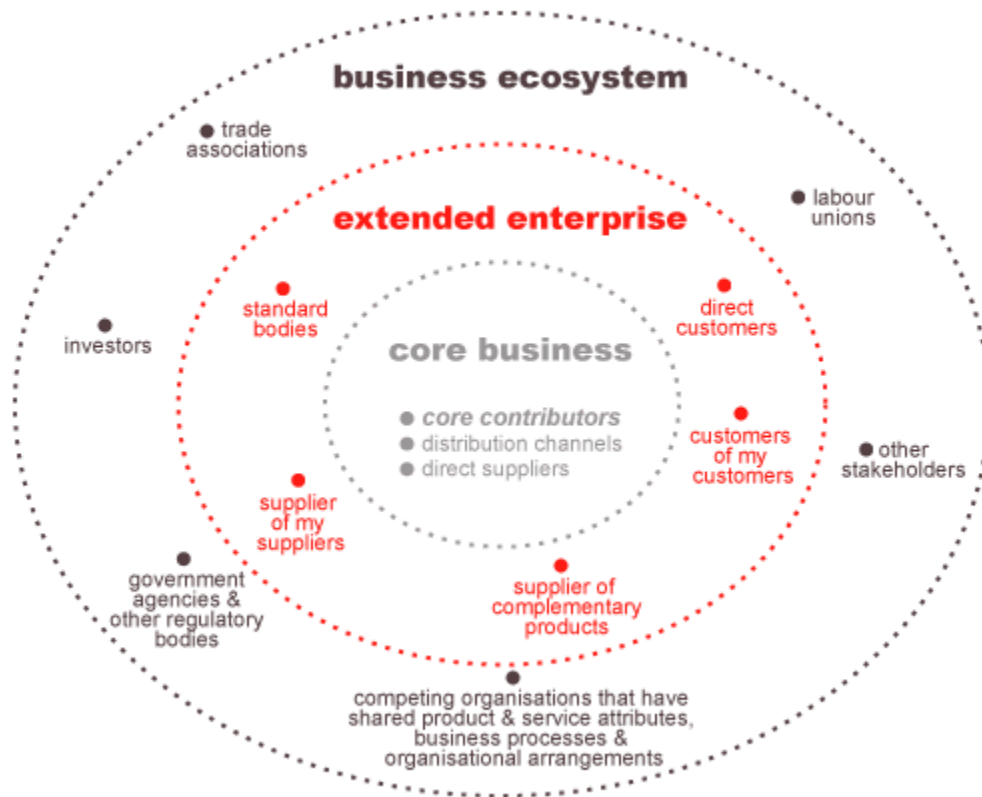 business ecosystem
trade
associations
labour
unions
extended enterprise
standard
bodies
direct
customers
investors
core business
core contributors
distribution channels
direct suppliers
customers
of my
customers
other
stakeholders
supplier
of my
suppliers
government
agencies &
other regulatory
bodies
supplier of
complementary
products
competing organisations that have
shared product & service attributes,
business processes &
organisational arrangements